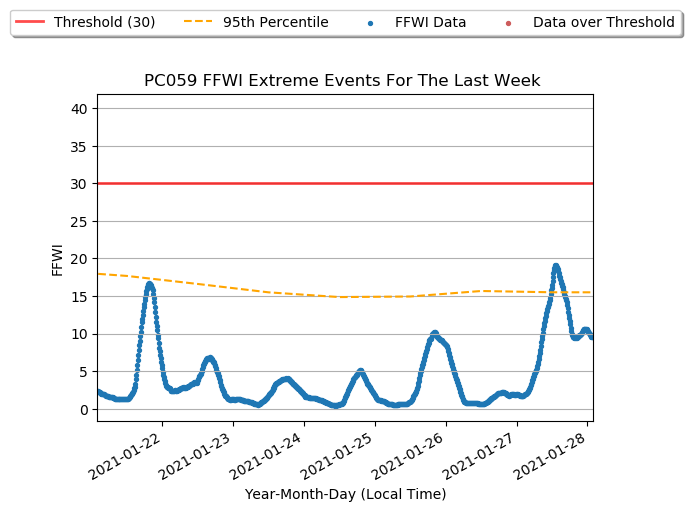 Threshold (30) 95th Percentile FFWI Data Data over Threshold
PC059 FFWI Extreme Events For The Last Week
40
35
30
25
20
15
10
5
0
FFWI
2021-01-22 2021-01-23 2021-01-24 2021-01-25 2021-01-26 2021-01-27 2021-01-28
Year-Month-Day (Local Time)